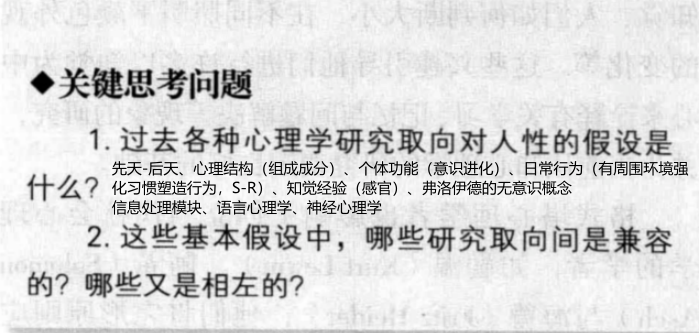 ◆关键思考问题
1. 过去各种心理学研究取向对人性的假设是
什么？
先天-后天、心理结构（组成成分）、个体功能（意识进化）、日常行为（有周围环境强
化习惯塑造行为，S-R）、知觉经验（感官）、弗洛伊德的无意识概念
信息处理模块、语言心理学、神经心理学
2. 这些基本假设中，哪些研究取向间是兼容
的？哪些又是相左的？